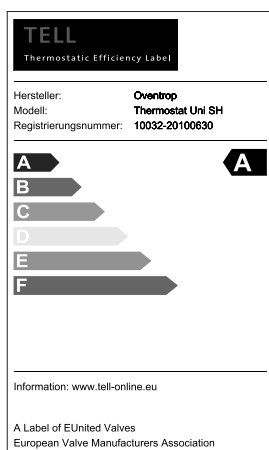 TELL
Thermostatic Efficiency Label
Hersteller: Oventrop
Modell: Thermostat Uni SH
Registrierungsnummer: 10032-20100630
A A
B
C
D
E
F
Information: www.tell-online.eu
A Label of EUnited Valves
European Valve Manufacturers Association